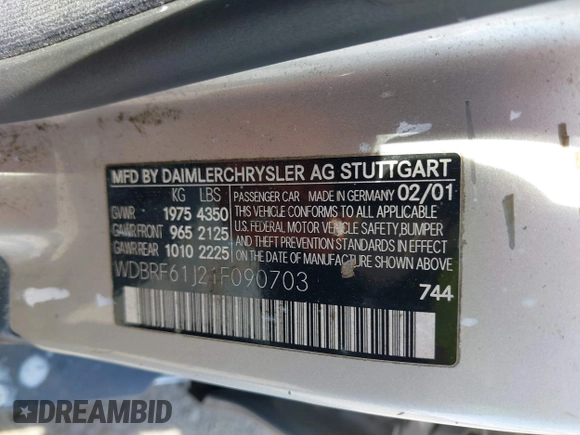 MFD BY DAIMLERCHRYSLER AG STUTTGART
KG LBS
GVWR 1975 4350
GAWR FRONT 965 2125
GAWR REAR 1010 2225
PASSENGER CAR MADE IN GERMANY 02/01
THIS VEHICLE CONFORMS TO ALL APPLICABLE
U.S. FEDERAL MOTOR VEHICLE SAFETY, BUMPER
AND THEFT PREVENTION STANDARDS IN EFFECT
ON THE DATE OF MANUFACTURE SHOWN ABOVE
WDBRF61J21F090703
744
DREAMBID